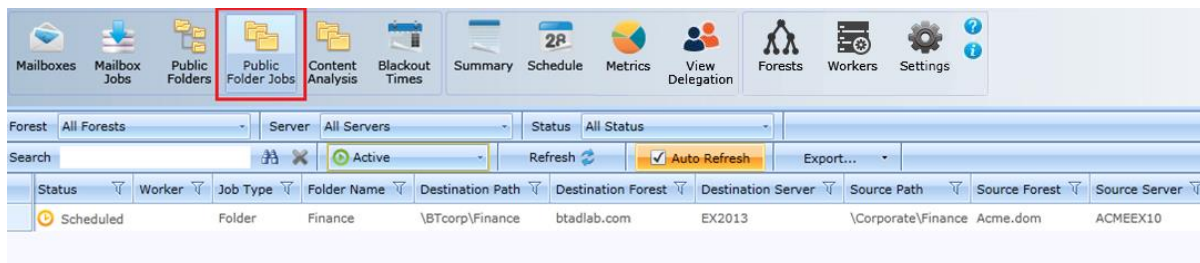 Mailboxes Mailbox Jobs Public Folders Public Folder Jobs Content Analysis Blackout Times Summary 28 Schedule Metrics View Delegation Forests Workers Settings ? i
Forest All Forests Server All Servers Status All Status
Search Active Refresh Auto Refresh Export...
Status Worker Job Type Folder Name Destination Path Destination Forest Destination Server Source Path Source Forest Source Server
Scheduled Folder Finance \BTcorp\Finance btadlab.com EX2013 \Corporate\Finance Acme.dom ACMEEX10